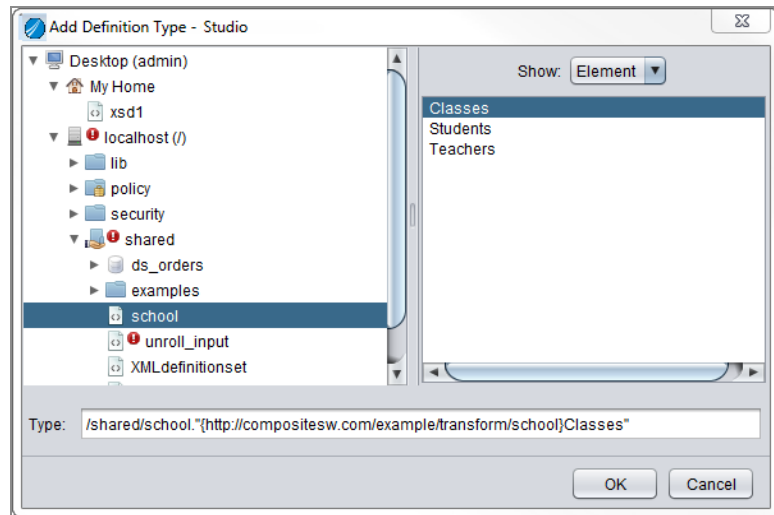 Add Definition Type - Studio
Desktop (admin)
My Home
xsd1
localhost (/)
lib
policy
security
shared
ds_orders
examples
school
unroll_input
XMLdefinitionset
Show: Element
Classes
Students
Teachers
Type: /shared/school."{http://compositesw.com/example/transform/school}Classes"
OK Cancel